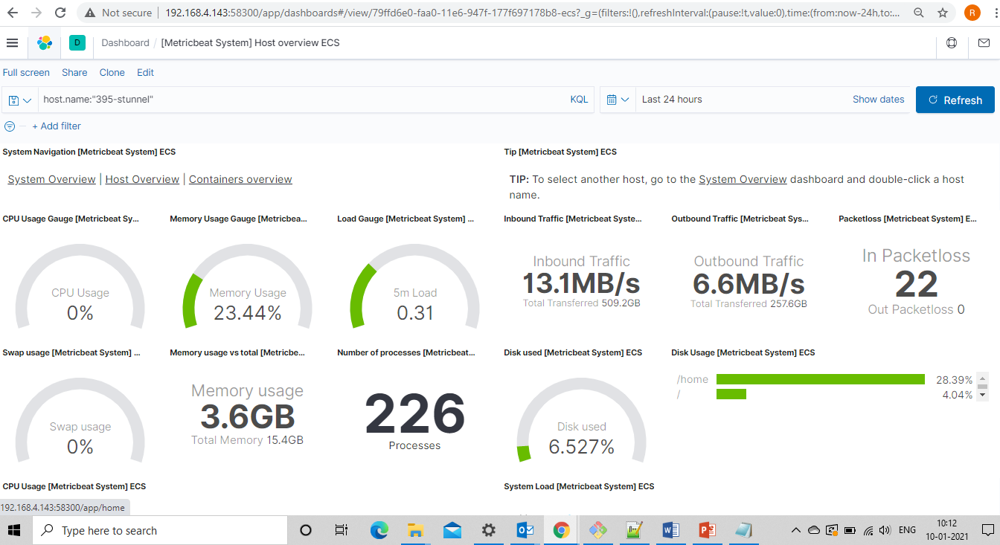 Not secure | 192.168.4.143:58300/app/dashboards#/view/79ffd6e0-faa0-11e6-947f-177f697178b8-ecs?_g=(filters:!(),refreshInterval:(pause:!t,value:0),time:(from:now-24h,to:... R
D Dashboard / [Metricbeat System] Host overview ECS
Full screen Share Clone Edit
host.name:"395-stunnel" KQL Last 24 hours Show dates Refresh
+ Add filter
System Navigation [Metricbeat System] ECS
System Overview | Host Overview | Containers overview
Tip [Metricbeat System] ECS
TIP: To select another host, go to the System Overview dashboard and double-click a host
name.
CPU Usage Gauge [Metricbeat Sy...
CPU Usage
0%
Memory Usage Gauge [Metricbea...
Memory Usage
23.44%
Load Gauge [Metricbeat System] ...
5m Load
0.31
Inbound Traffic [Metricbeat Syste...
Inbound Traffic
13.1MB/s
Total Transferred 509.2GB
Outbound Traffic [Metricbeat Sys...
Outbound Traffic
6.6MB/s
Total Transferred 257.6GB
Packetloss [Metricbeat System] E...
In Packetloss
22
Out Packetloss 0
Swap usage [Metricbeat System] ...
Swap usage
0%
Memory usage vs total [Metricbe...
Memory usage
3.6GB
Total Memory 15.4GB
Number of processes [Metricbeat...
226
Processes
Disk used [Metricbeat System] ECS
Disk used
6.527%
Disk Usage [Metricbeat System] ECS
/home 28.39%
/ 4.04%
CPU Usage [Metricbeat System] ECS
System Load [Metricbeat System] ECS
192.168.4.143:58300/app/home
Type here to search
ENG
10:12
10-01-2021